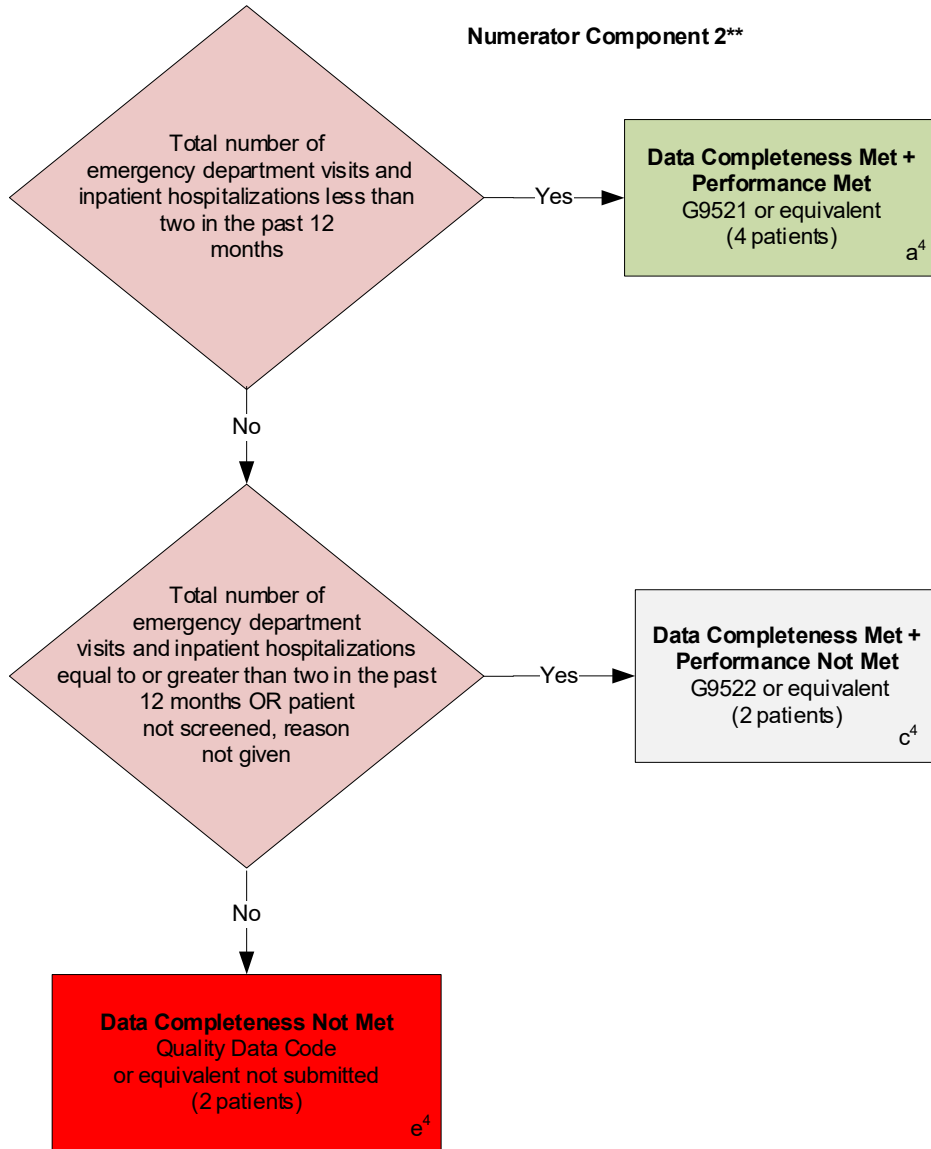 Numerator Component 2**
Total number of
emergency department visits and
inpatient hospitalizations less than
two in the past 12
months
Yes
Data Completeness Met +
Performance Met
G9521 or equivalent
(4 patients)
a⁴
No
Total number of
emergency department
visits and inpatient hospitalizations
equal to or greater than two in the past
12 months OR patient
not screened, reason
not given
Yes
Data Completeness Met +
Performance Not Met
G9522 or equivalent
(2 patients)
c⁴
No
Data Completeness Not Met
Quality Data Code
or equivalent not submitted
(2 patients)
e⁴